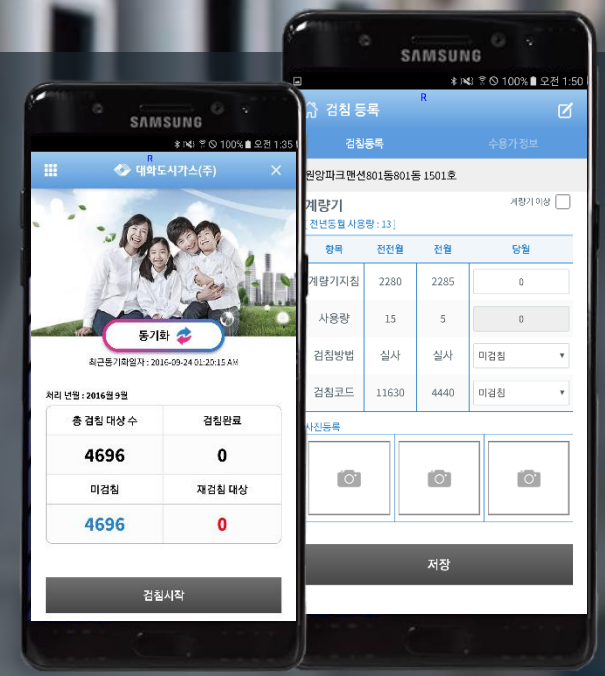 SAMSUNG
100% 오전 1:35
R
대화도시가스(주)
동기화
최근동기화일자 : 2016-09-24 01:20:15 AM
처리 년월 : 2016월 9월
총 검침 대상 수 검침완료
4696 0
미검침 재검침 대상
4696 0
검침시작
SAMSUNG
100% 오전 1:50
R
검침 등록
검침등록 수용가정보
원앙파크맨션801동801동 1501호
계량기 계량기 이상
[ 전년동월 사용량 : 13 ]
항목 전전월 전월 당월
계량기지침 2280 2285 0
사용량 15 5 0
검침방법 실사 실사 미검침
검침코드 11630 4440 미검침
사진등록
저장